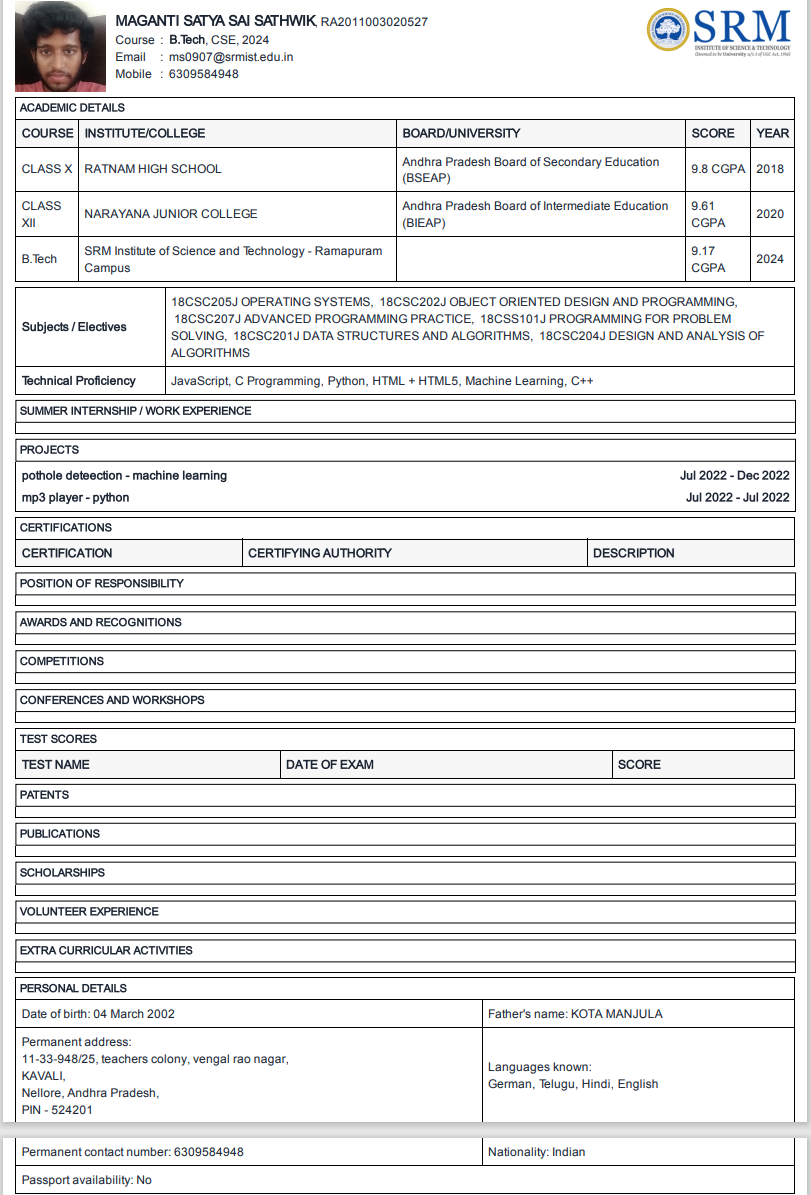 MAGANTI SATYA SAI SATHWIK, RA2011003020527
Course : B.Tech, CSE, 2024
Email : ms0907@srmist.edu.in
Mobile : 6309584948
SRM
INSTITUTE OF SCIENCE & TECHNOLOGY
(Deemed to be University u/s 3 of UGC Act, 1956)
ACADEMIC DETAILS
COURSE INSTITUTE/COLLEGE BOARD/UNIVERSITY SCORE YEAR
CLASS X RATNAM HIGH SCHOOL Andhra Pradesh Board of Secondary Education (BSEAP) 9.8 CGPA 2018
CLASS XII NARAYANA JUNIOR COLLEGE Andhra Pradesh Board of Intermediate Education (BIEAP) 9.61 CGPA 2020
B.Tech SRM Institute of Science and Technology - Ramapuram Campus 9.17 CGPA 2024
Subjects / Electives
18CSC205J OPERATING SYSTEMS, 18CSC202J OBJECT ORIENTED DESIGN AND PROGRAMMING,
18CSC207J ADVANCED PROGRAMMING PRACTICE, 18CSS101J PROGRAMMING FOR PROBLEM
SOLVING, 18CSC201J DATA STRUCTURES AND ALGORITHMS, 18CSC204J DESIGN AND ANALYSIS OF
ALGORITHMS
Technical Proficiency JavaScript, C Programming, Python, HTML + HTML5, Machine Learning, C++
SUMMER INTERNSHIP / WORK EXPERIENCE
PROJECTS
pothole deteection - machine learning Jul 2022 - Dec 2022
mp3 player - python Jul 2022 - Jul 2022
CERTIFICATIONS
CERTIFICATION CERTIFYING AUTHORITY DESCRIPTION
POSITION OF RESPONSIBILITY
AWARDS AND RECOGNITIONS
COMPETITIONS
CONFERENCES AND WORKSHOPS
TEST SCORES
TEST NAME DATE OF EXAM SCORE
PATENTS
PUBLICATIONS
SCHOLARSHIPS
VOLUNTEER EXPERIENCE
EXTRA CURRICULAR ACTIVITIES
PERSONAL DETAILS
Date of birth: 04 March 2002 Father's name: KOTA MANJULA
Permanent address:
11-33-948/25, teachers colony, vengal rao nagar,
KAVALI,
Nellore, Andhra Pradesh,
PIN - 524201
Languages known:
German, Telugu, Hindi, English
Permanent contact number: 6309584948 Nationality: Indian
Passport availability: No